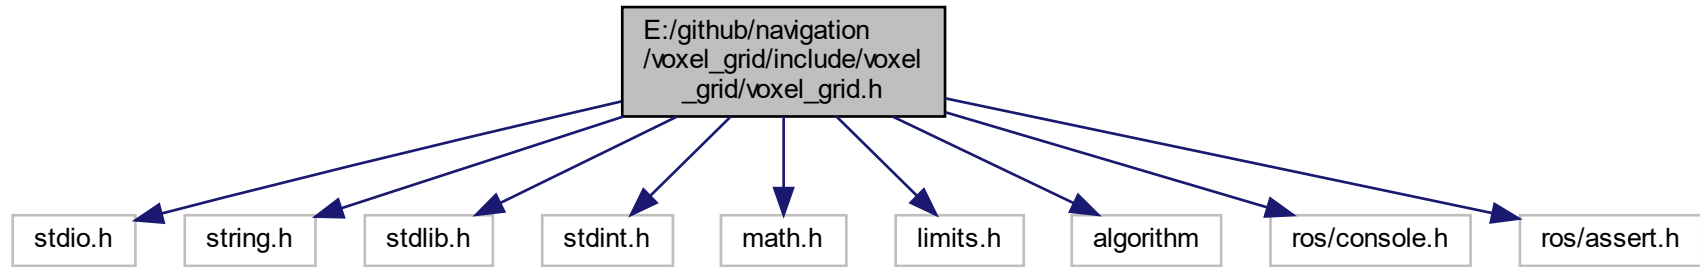 E:/github/navigation
/voxel_grid/include/voxel
_grid/voxel_grid.h
stdio.h
string.h
stdlib.h
stdint.h
math.h
limits.h
algorithm
ros/console.h
ros/assert.h